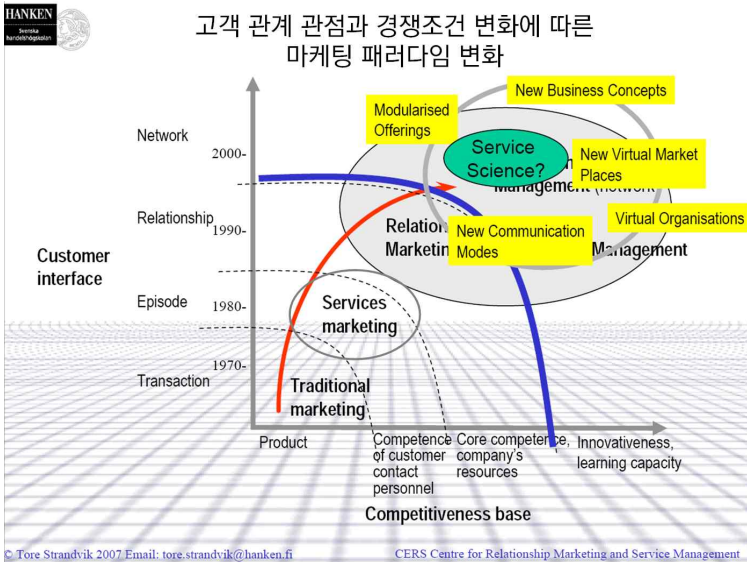 HANKEN
Svenska
handelshögskolan
고객 관계 관점과 경쟁조건 변화에 따른
마케팅 패러다임 변화
New Business Concepts
Modularised
Offerings
Network
2000-
Service
Science?
New Virtual Market
Places
Management (network
Relationship
1990-
Virtual Organisations
New Communication
Modes
Marketin
Management
Customer
interface
Episode
1980-
Services
marketing
1970-
Transaction
Traditional
marketing
Product
Competence
of customer
contact
personnel
Core competence,
company's
resources
Innovativeness,
learning capacity
Competitiveness base
© Tore Strandvik 2007 Email: tore.strandvik@hanken.fi
CERS Centre for Relationship Marketing and Service Management